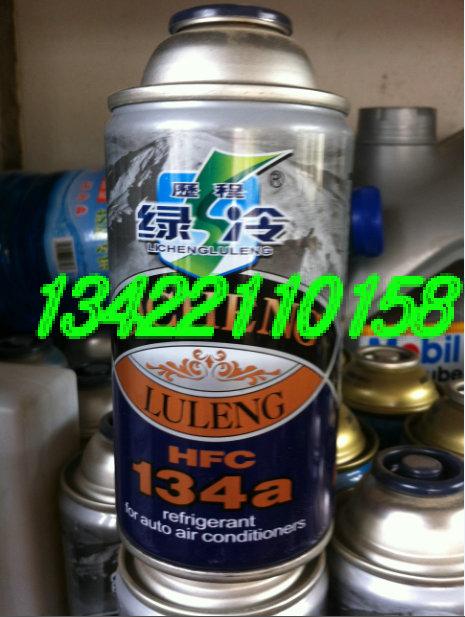 歷程
绿冷
®
LICHENGLULENG
13422110158
LULENG
HFC
134a
refrigerant
for auto air conditioners
Mobil